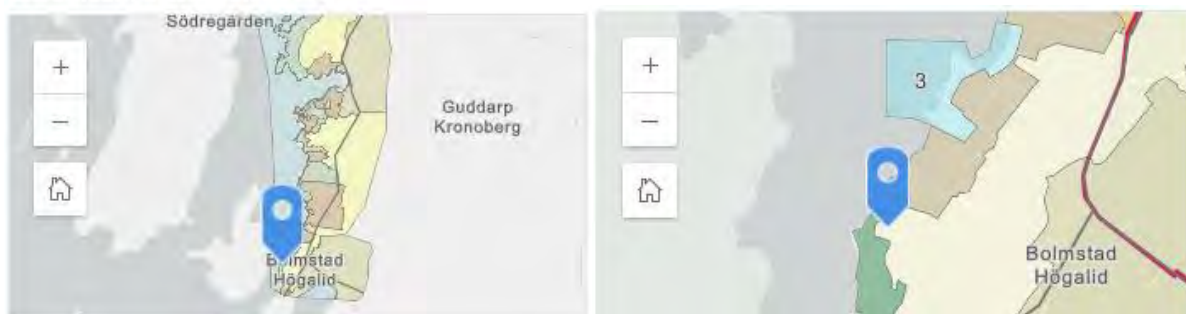 Södregården
+
−
Guddarp
Kronoberg
Bolmstad
Högalid
+
−
3
Bolmstad
Högalid